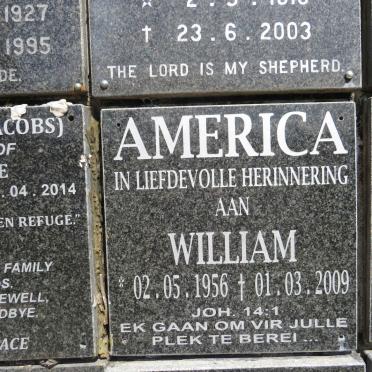 1927
1995
DE.
† 23.6.2003
THE LORD IS MY SHEPHERD.
ACOBS)
OF
E
.04.2014
EN REFUGE."
FAMILY
DS.
EWELL,
DBYE.
ACE
AMERICA
IN LIEFDEVOLLE HERINNERING
AAN
WILLIAM
* 02.05.1956 † 01.03.2009
JOH. 14:1
EK GAAN OM VIR JULLE
PLEK TE BEREI ...